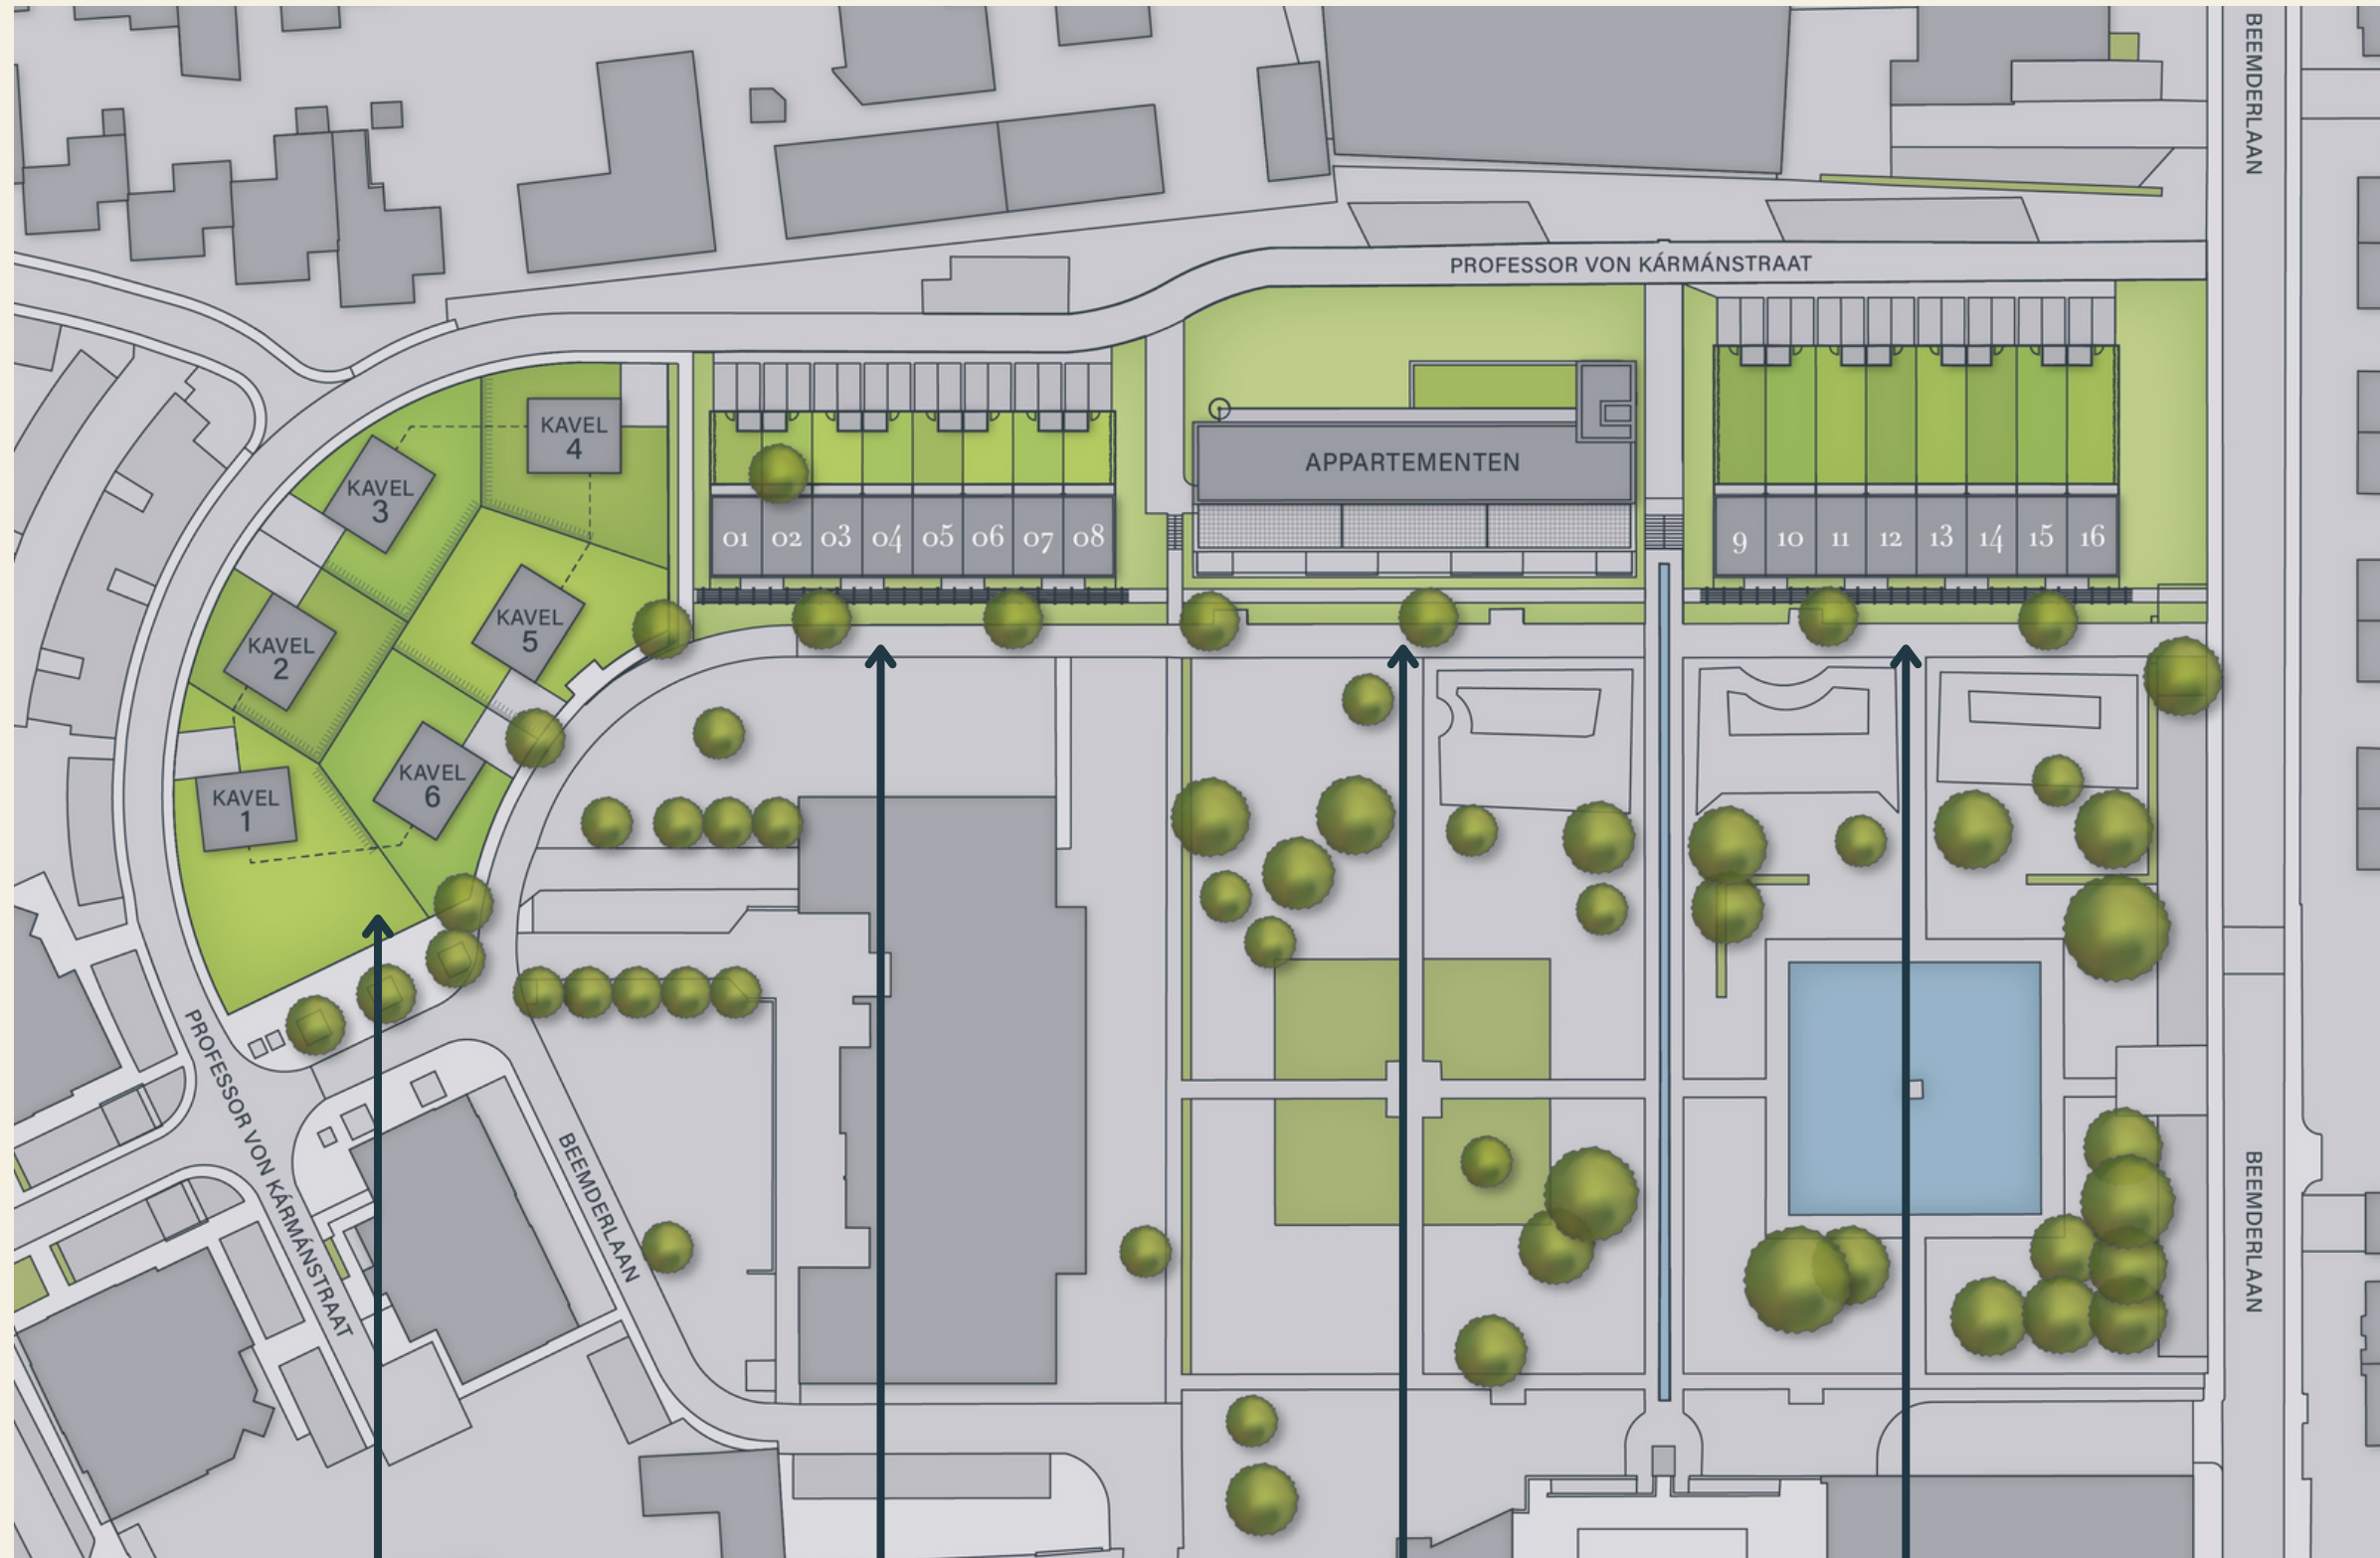 BEEMDERLAAN
PROFESSOR VON KÁRMÁNSTRAAT
KAVEL
4
KAVEL
3
APPARTEMENTEN
01 02 03 04 05 06 07 08
9 10 11 12 13 14 15 16
KAVEL
5
KAVEL
2
KAVEL
6
KAVEL
1
PROFESSOR VON KÁRMÁNSTRAAT
BEEMDERLAAN
BEEMDERLAAN